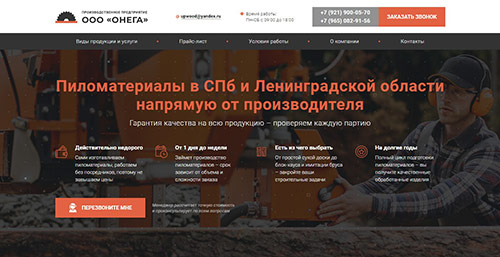 ПРОИЗВОДСТВЕННОЕ ПРЕДПРИЯТИЕ
ООО «ОНЕГА»
upwood@yandex.ru
Время работы:
ПН-СБ с 09:00 до 18:00
+7 (921) 900-05-70
+7 (965) 082-91-56
ЗАКАЗАТЬ ЗВОНОК
Виды продукции и услуги
Прайс-лист
Условия работы
О компании
Контакты
Пиломатериалы в СПб и Ленинградской области
напрямую от производителя
Гарантия качества на всю продукцию – проверяем каждую партию
Действительно недорого
Сами изготавливаем
пиломатериалы, работаем
без посредников, поэтому не
завышаем цены
От 1 дня до недели
Займет производство
пиломатериалов – срок
зависит от объема и
сложности заказа
Есть из чего выбрать
От простой сухой доски до
блок-хауса и имитации бруса
– закройте ваши
строительные задачи
На долгие годы
Полный цикл подготовки
пиломатериалов – вы
получаете качественные
обработанные изделия
ПЕРЕЗВОНИТЕ МНЕ
Менеджер рассчитает точную стоимость
и проконсультирует по всем вопросам